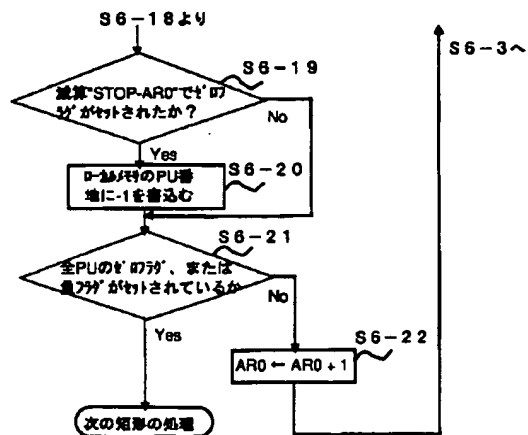 S6-18より
S6-3へ
S6-19
減算"STOP-AR0"でゼロフ
ラグがセットされたか？
No
Yes
S6-20
ローカルメモリのPU番
地に-1を書込む
S6-21
全PUのゼロフラグ、または
負フラグがセットされているか
No
Yes
S6-22
AR0 ← AR0 + 1
次の矩形の処理